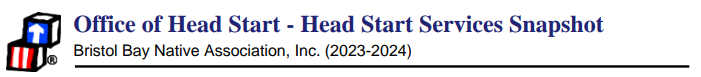 Office of Head Start - Head Start Services Snapshot
Bristol Bay Native Association, Inc. (2023-2024)
®